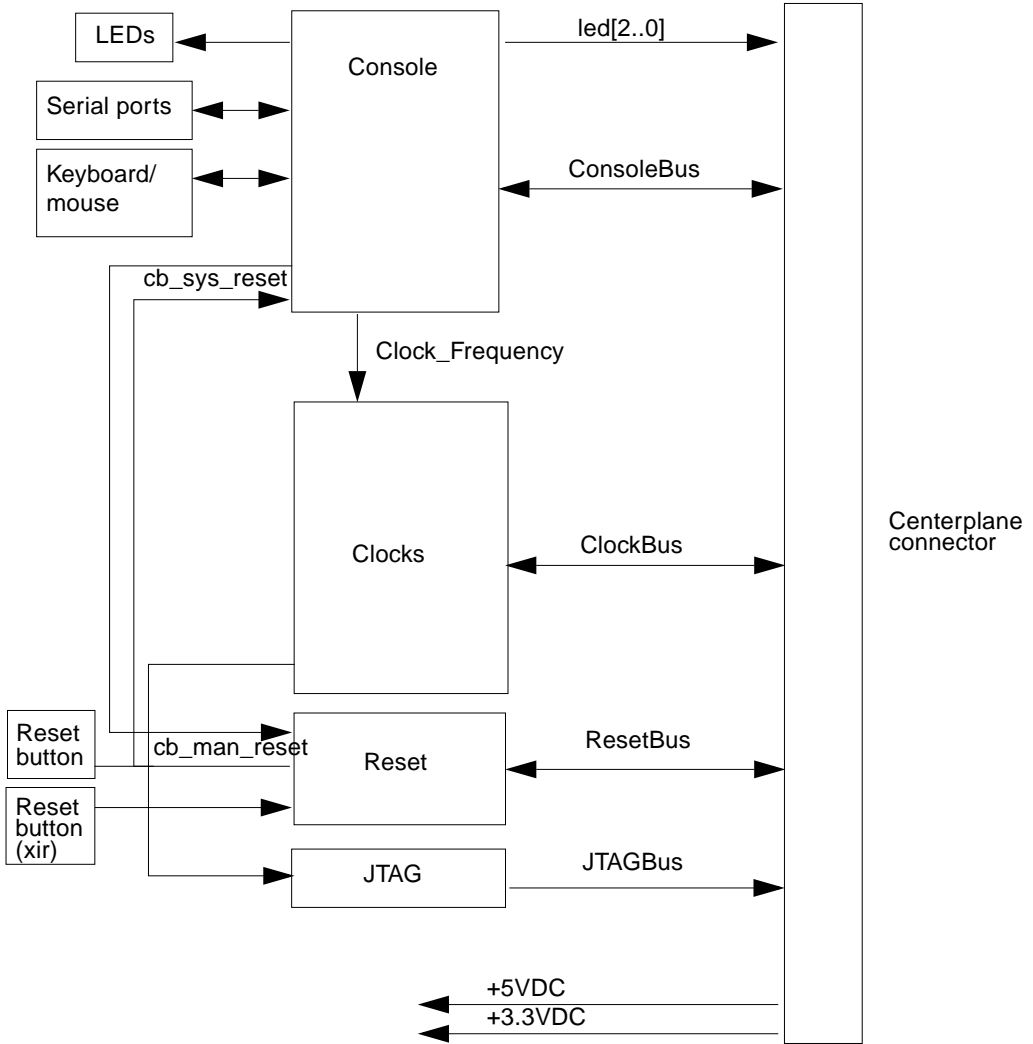 LEDs
led[2..0]
Console
Serial ports
ConsoleBus
Keyboard/
mouse
cb_sys_reset
Clock_Frequency
Centerplane
connector
Clocks
ClockBus
Reset
button
cb_man_reset
Reset
ResetBus
Reset
button
(xir)
JTAG
JTAGBus
+5VDC
+3.3VDC